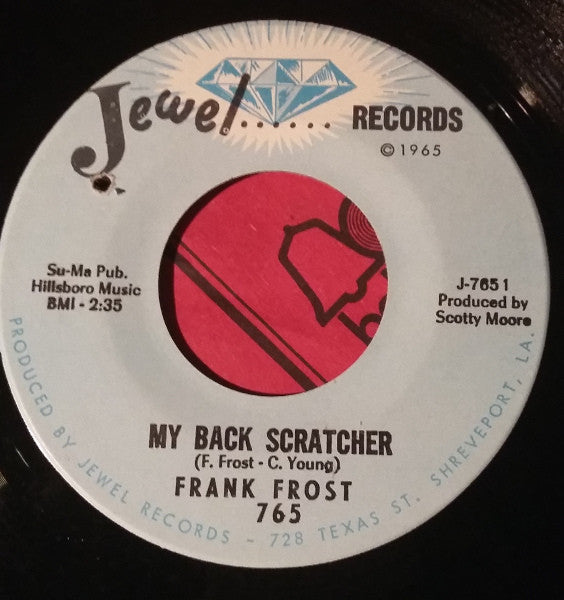 Jewel...... RECORDS
©1965
Su-Ma Pub.
Hillsboro Music
BMI - 2:35
J-7651
Produced by
Scotty Moore
MY BACK SCRATCHER
(F. Frost - C. Young)
FRANK FROST
765
PRODUCED BY JEWEL RECORDS - 728 TEXAS ST. SHREVEPORT, LA.